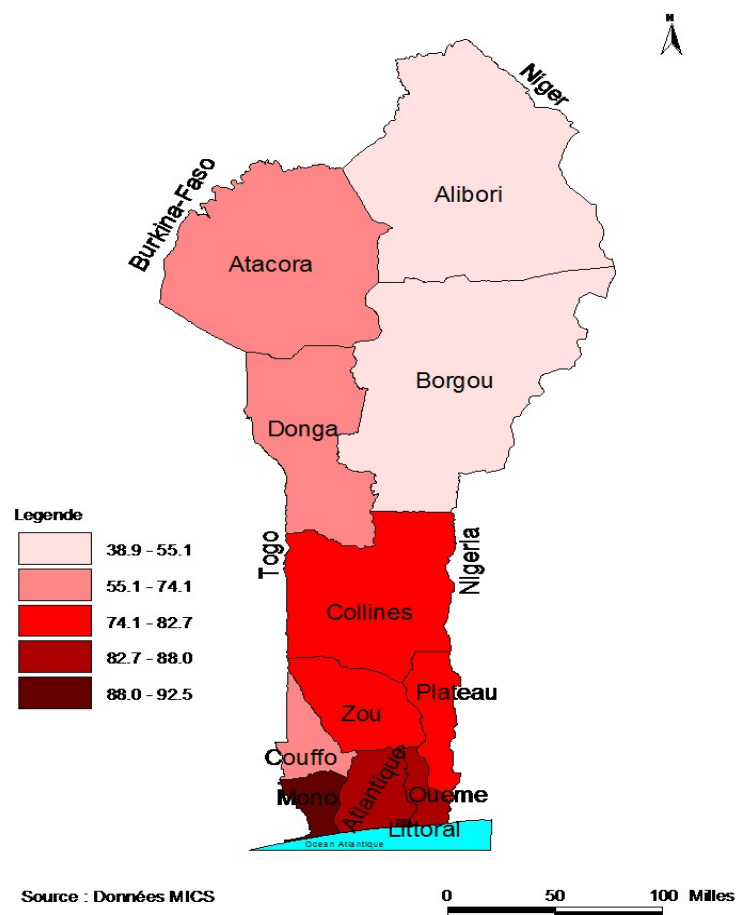 N
Niger
Burkina-Faso
Alibori
Atacora
Borgou
Donga
Legende
38.9 - 55.1
55.1 - 74.1
74.1 - 82.7
82.7 - 88.0
88.0 - 92.5
Togo
Nigeria
Collines
Plateau
Zou
Couffo
Mono
Atlantique
Oueme
Littoral
Ocean Atlantique
Source : Données MICS
0 50 100 Milles